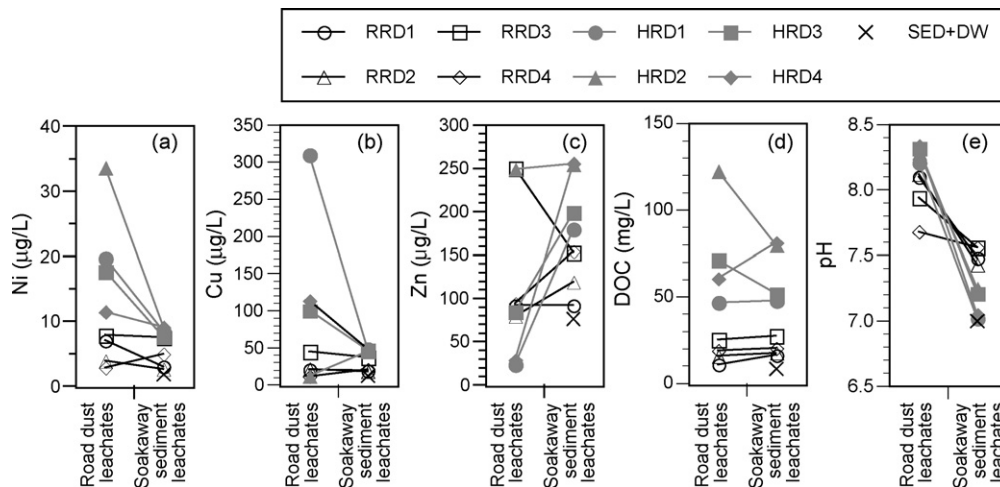 RRD1 RRD3 HRD1 HRD3 SED+DW
RRD2 RRD4 HRD2 HRD4
(a)
Ni (µg/L)
40
30
20
10
0
Road dust
leachates
Soakaway
sediment
leachates
(b)
Cu (µg/L)
350
300
250
200
150
100
50
0
Road dust
leachates
Soakaway
sediment
leachates
(c)
Zn (µg/L)
300
250
200
150
100
50
0
Road dust
leachates
Soakaway
sediment
leachates
(d)
DOC (mg/L)
150
100
50
0
Road dust
leachates
Soakaway
sediment
leachates
(e)
pH
8.5
8.0
7.5
7.0
6.5
Road dust
leachates
Soakaway
sediment
leachates